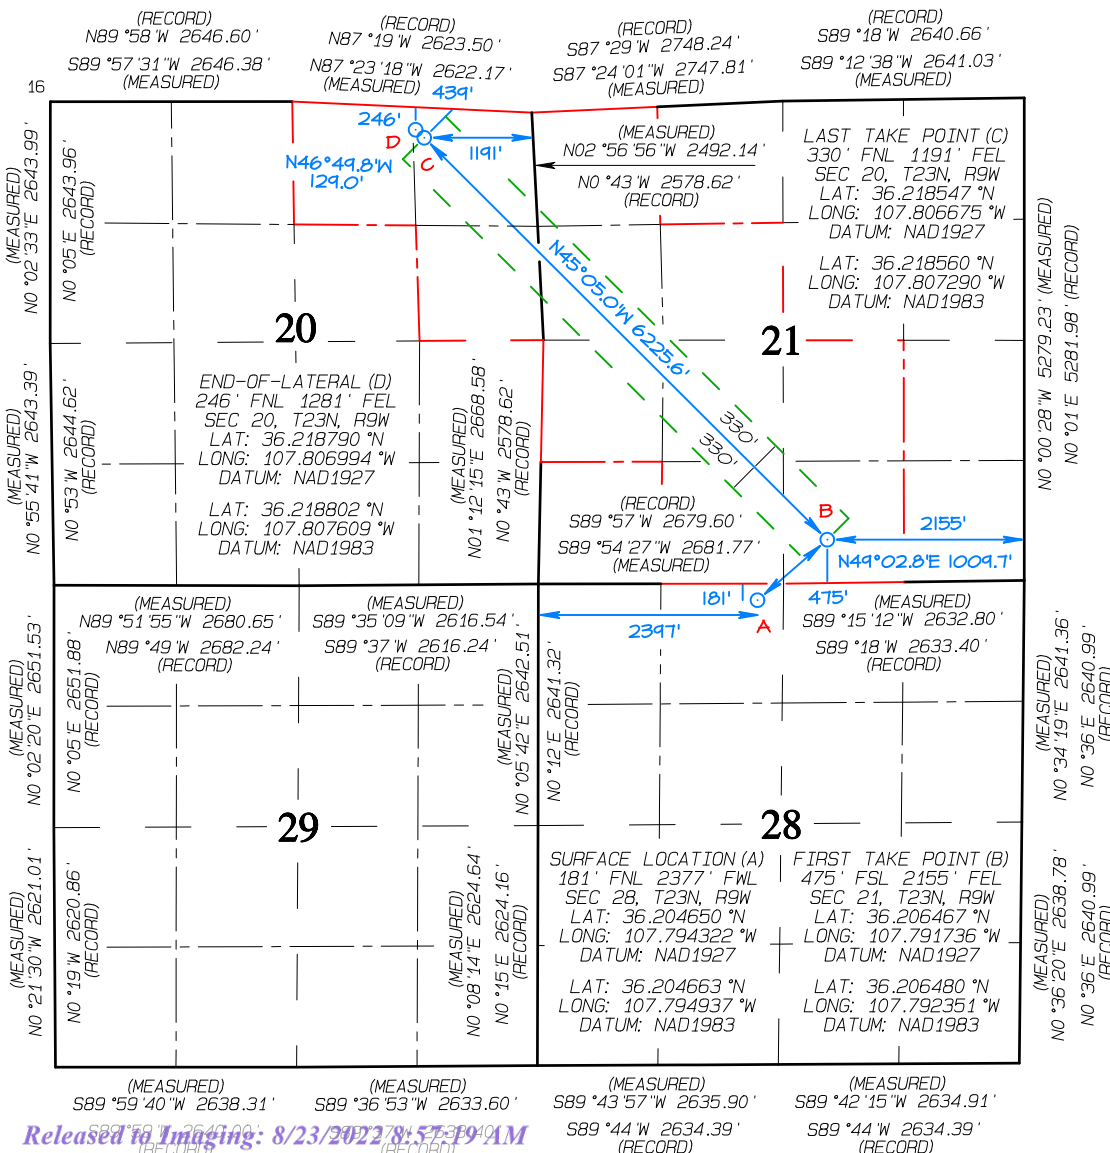 (RECORD)
N89°58'W 2646.60'
S89°57'31"W 2646.38'
(MEASURED)
(RECORD)
N87°19'W 2623.50'
N87°23'18"W 2622.17'
(MEASURED)
(RECORD)
S87°29'W 2748.24'
S87°24'01"W 2747.81'
(MEASURED)
(RECORD)
S89°18'W 2640.66'
S89°12'38"W 2641.03'
(MEASURED)
16
439'
246'
D
C
1191'
N46°49.8'W
129.0'
(MEASURED)
N02°56'56"W 2492.14'
N0°43'W 2578.62'
(RECORD)
LAST TAKE POINT (C)
330' FNL 1191' FEL
SEC 20, T23N, R9W
LAT: 36.218547°N
LONG: 107.806675°W
DATUM: NAD1927
LAT: 36.218560°N
LONG: 107.807290°W
DATUM: NAD1983
(MEASURED)
N0°02'33"E 2643.99'
N0°05'E 2643.96'
(RECORD)
N45°05.0'W 6225.6'
20
21
N0°00'28"W 5279.23' (MEASURED)
N0°01'E 5281.98' (RECORD)
END-OF-LATERAL (D)
246' FNL 1281' FEL
SEC 20, T23N, R9W
LAT: 36.218790°N
LONG: 107.806994°W
DATUM: NAD1927
LAT: 36.218802°N
LONG: 107.807609°W
DATUM: NAD1983
(MEASURED)
N0°55'41"W 2643.39'
N0°53'W 2644.62'
(RECORD)
(MEASURED)
N01°12'15"E 2668.58'
N0°43'W 2578.62'
(RECORD)
330'
330'
(RECORD)
S89°57'W 2679.60'
S89°54'27"W 2681.77'
(MEASURED)
B
2155'
N49°02.8'E 1009.7'
181'
475'
2397'
A
(MEASURED)
N89°51'55"W 2680.65'
N89°49'W 2682.24'
(RECORD)
(MEASURED)
S89°35'09"W 2616.54'
S89°37'W 2616.24'
(RECORD)
(MEASURED)
S89°15'12"W 2632.80'
S89°18'W 2633.40'
(RECORD)
(MEASURED)
N0°02'20"E 2651.53'
N0°05'E 2651.88'
(RECORD)
(MEASURED)
N0°05'42"E 2642.51
N0°12'E 2641.32'
(RECORD)
(MEASURED)
N0°34'19"E 2641.36'
N0°36'E 2640.99'
(RECORD)
29
28
SURFACE LOCATION (A)
181' FNL 2377' FWL
SEC 28, T23N, R9W
LAT: 36.204650°N
LONG: 107.794322°W
DATUM: NAD1927
LAT: 36.204663°N
LONG: 107.794937°W
DATUM: NAD1983
FIRST TAKE POINT (B)
475' FSL 2155' FEL
SEC 21, T23N, R9W
LAT: 36.206467°N
LONG: 107.791736°W
DATUM: NAD1927
LAT: 36.206480°N
LONG: 107.792351°W
DATUM: NAD1983
(MEASURED)
N0°21'30"W 2621.01'
N0°19'W 2620.86'
(RECORD)
(MEASURED)
N0°08'14"E 2624.64'
N0°15'E 2624.16'
(RECORD)
(MEASURED)
N0°36'20"E 2638.78'
N0°36'E 2640.99'
(RECORD)
(MEASURED)
S89°59'40"W 2638.31'
S89°59'W 2640.00'
(RECORD)
(MEASURED)
S89°36'53"W 2633.60'
(RECORD)
(MEASURED)
S89°43'57"W 2635.90'
S89°44'W 2634.39'
(RECORD)
(MEASURED)
S89°42'15"W 2634.91'
S89°44'W 2634.39'
(RECORD)
Released to Imaging: 8/23/2022 8:57:19 AM